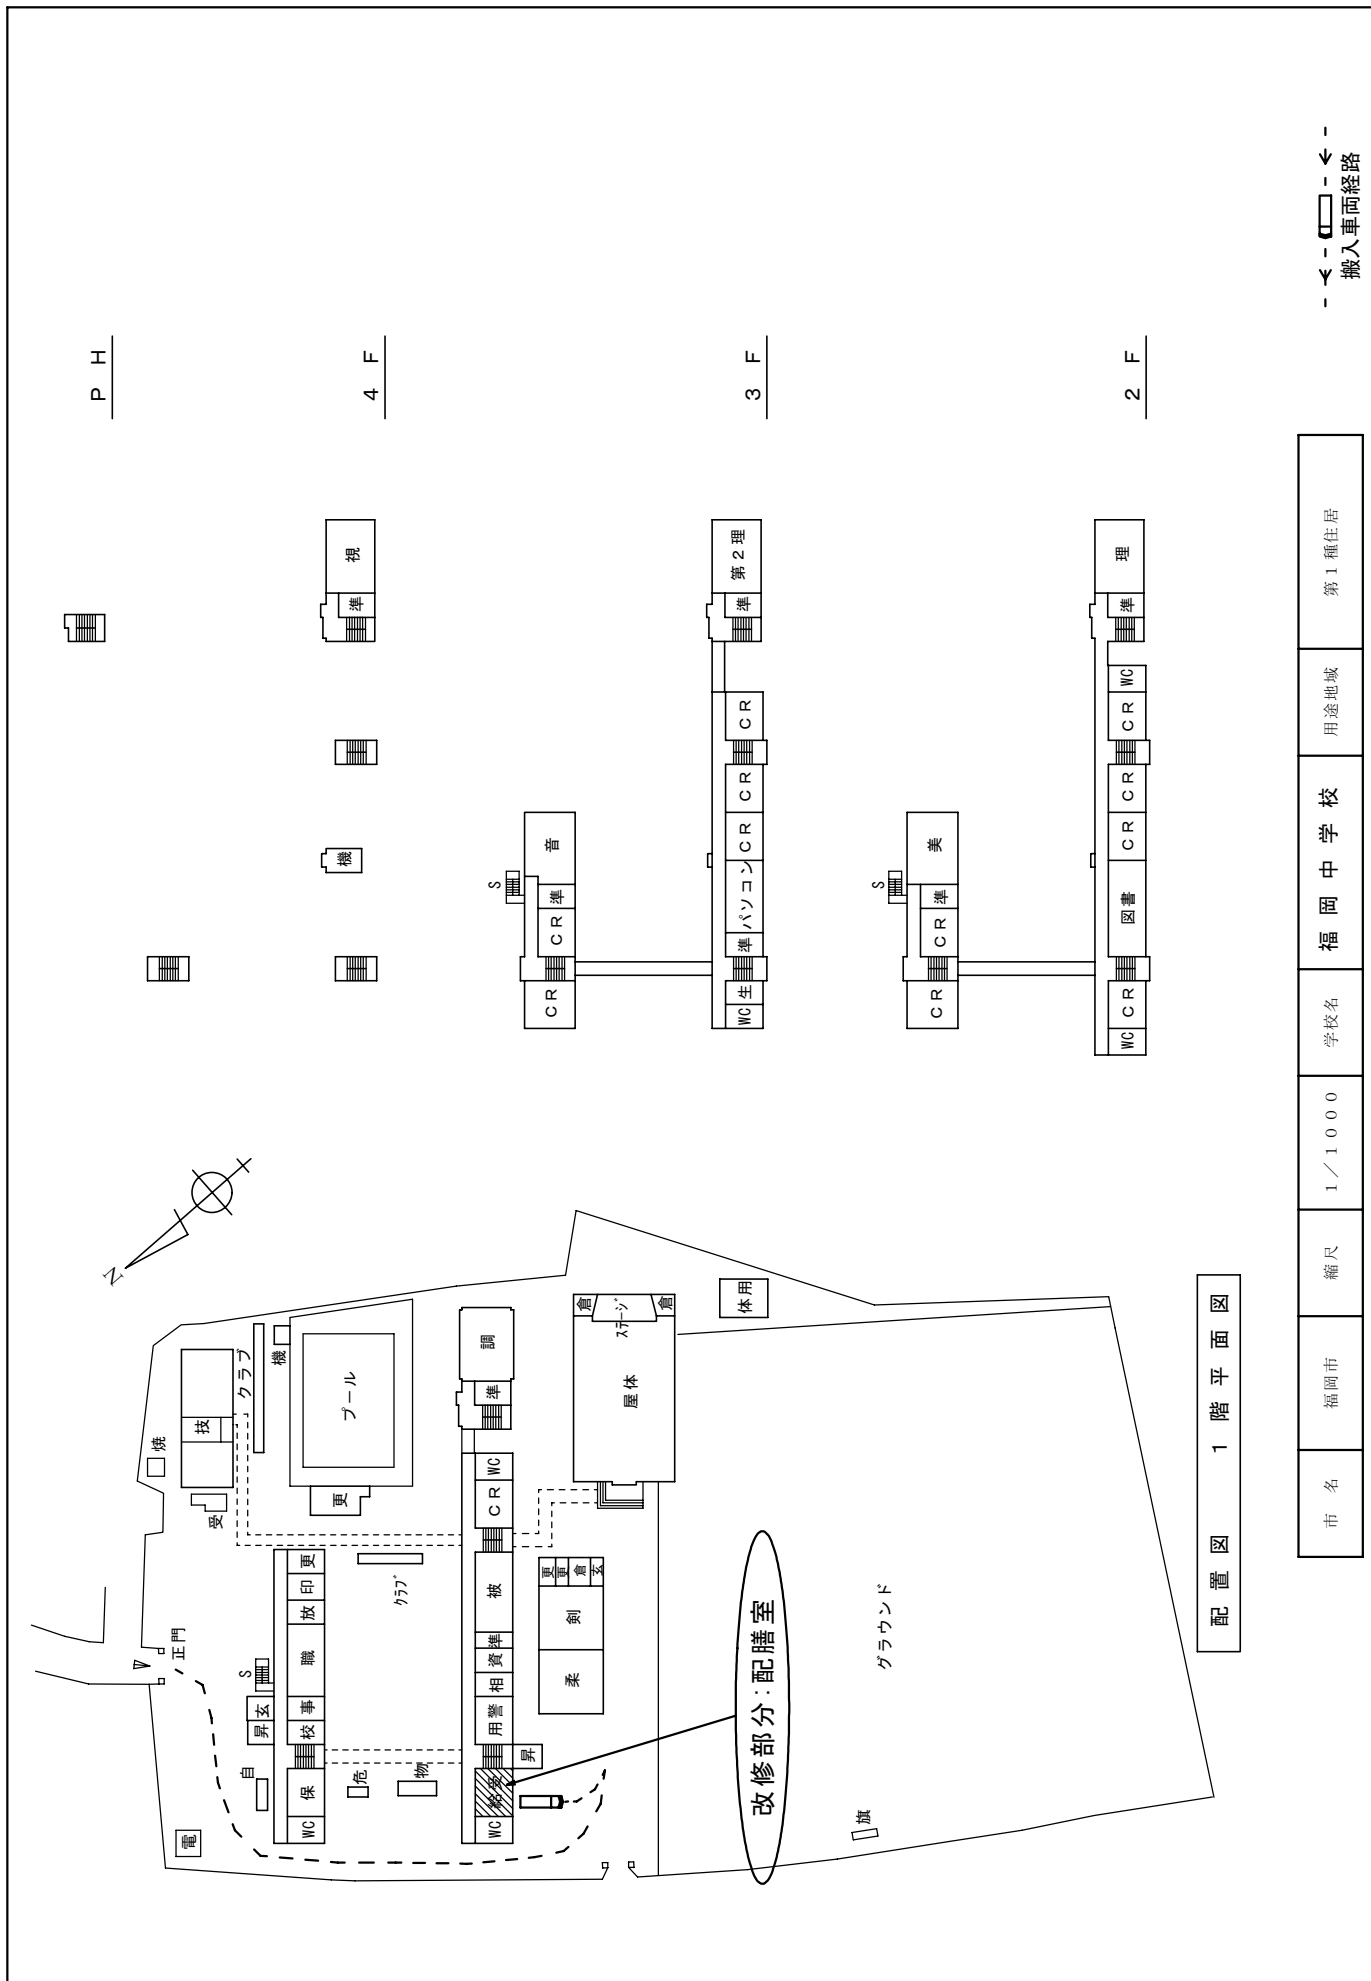 P H
4 F
視
準
機
3 F
第2理
準
CR
CR
CR
パソコン
準
生
WC
音
準
CR
CR
S
2 F
理
準
WC
CR
CR
CR
図書
CR
WC
美
準
CR
CR
S
N
正門
焼
技
クラブ
受
機
プール
更
更
印
放
職
事
校
保
WC
玄
昇
S
自
電
クラブ
危
物
調
準
WC
CR
被
準
資
相
用警
給受
WC
昇
倉
ステージ
倉
屋体
体用
更
更
倉
玄
剣
柔
改修部分：配膳室
グラウンド
旗
配置図 1階平面図
搬入車両経路
市 名
福岡市
縮尺
1／1000
学校名
福岡中学校
用途地域
第1種住居